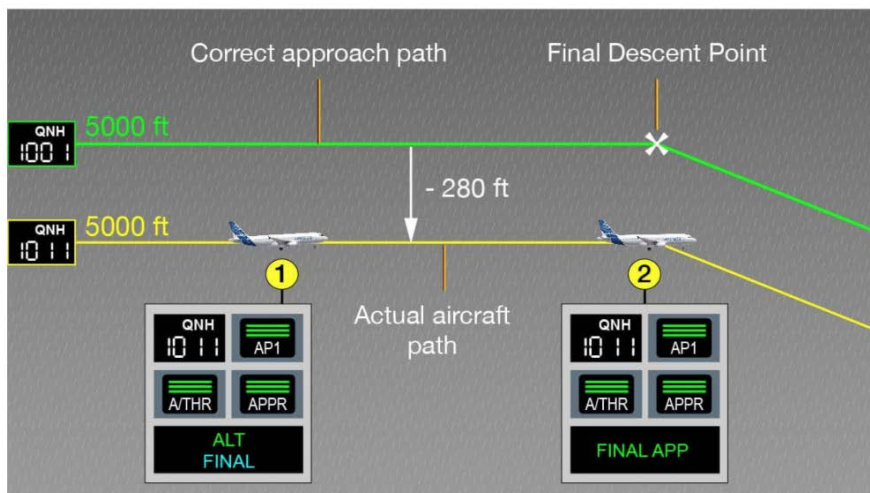 Correct approach path
Final Descent Point
QNH
1001
5000 ft
- 280 ft
QNH
1011
5000 ft
1
2
Actual aircraft
path
QNH
1011
AP1
A/THR
APPR
ALT
FINAL
QNH
1011
AP1
A/THR
APPR
FINAL APP